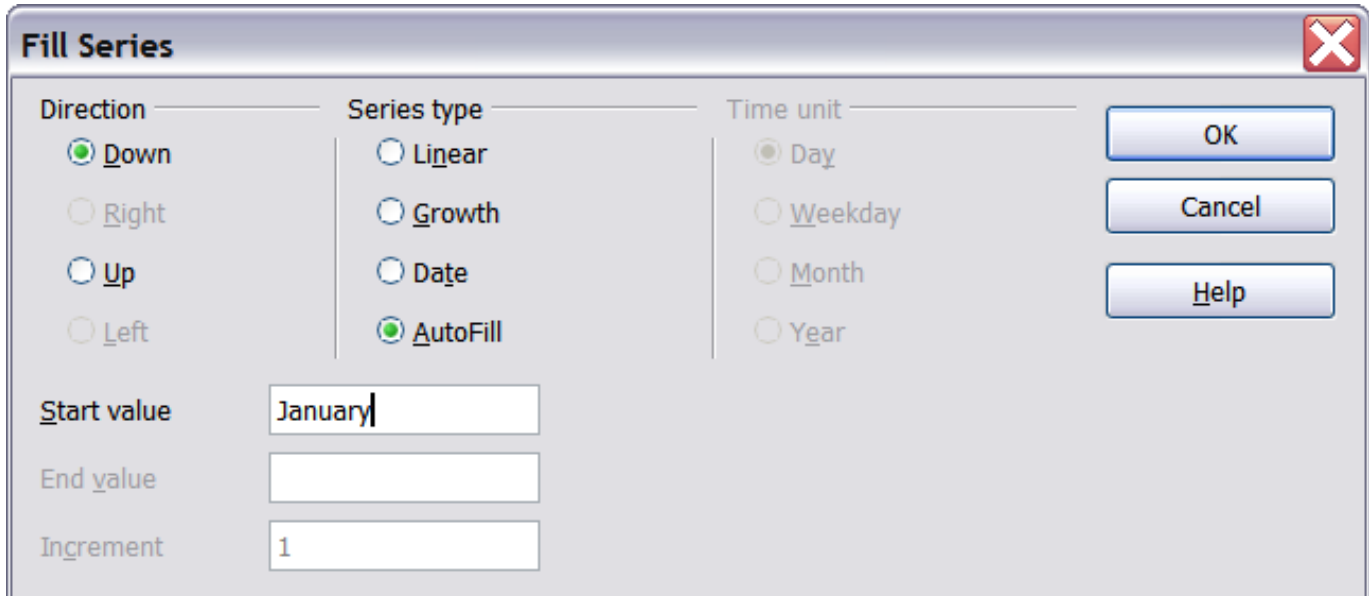 Fill Series
Direction
Down
Right
Up
Left
Series type
Linear
Growth
Date
AutoFill
Time unit
Day
Weekday
Month
Year
OK
Cancel
Help
Start value January
End value
Increment 1